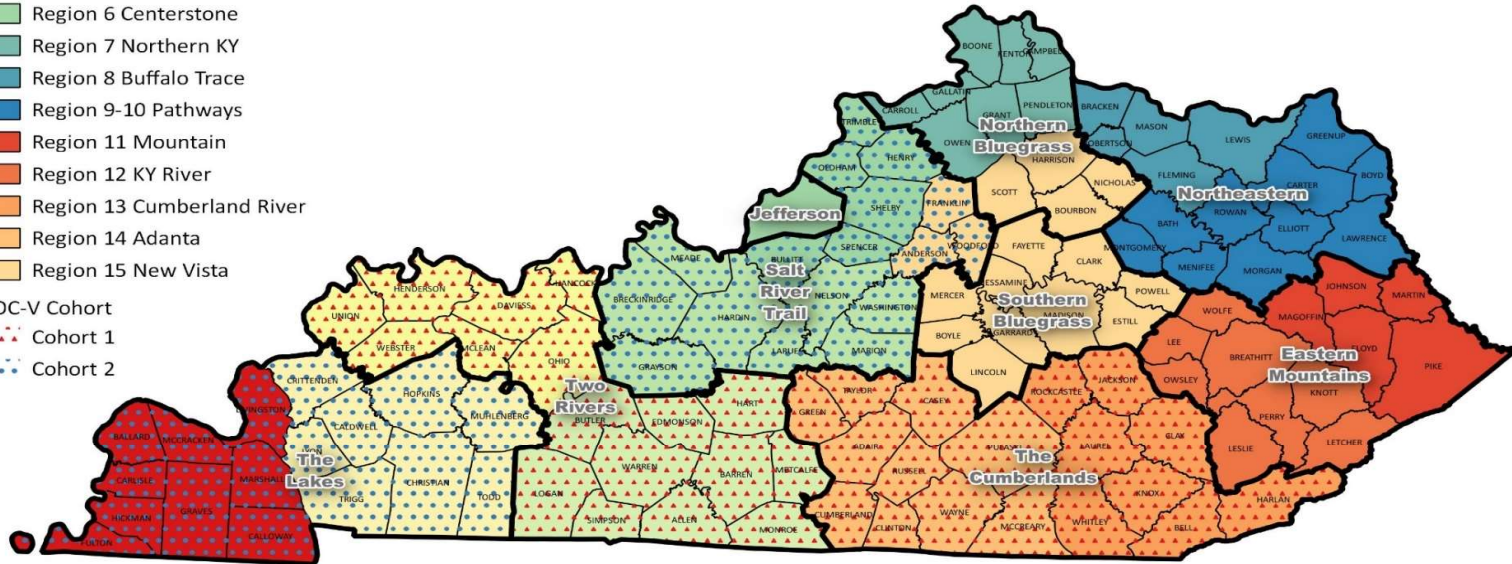 Region 6 Centerstone
Region 7 Northern KY
Region 8 Buffalo Trace
Region 9-10 Pathways
Region 11 Mountain
Region 12 KY River
Region 13 Cumberland River
Region 14 Adanta
Region 15 New Vista
OC-V Cohort
Cohort 1
Cohort 2
BOONE
KENTON
CAMPBEL
GALLATIN
CARROLL
GRANT
PENDLETON
OWEN
Northern
Bluegrass
HARRISON
SCOTT
NICHOLAS
BOURBON
BRACKEN
MASON
OBERTSON
LEWIS
GREENUP
FLEMING
CARTER
BOYD
Northeastern
ROWAN
BATH
ELLIOTT
LAWRENCE
MONTGOMERY
MENIFEE
MORGAN
TRIMBLE
HENRY
OLDHAM
SHELBY
FRANKLIN
Jefferson
SPENCER
ANDERSON
WOODFORD
MEADE
BULLITT
Salt
River
Trail
BRECKINRIDGE
NELSON
HARDIN
WASHINGTON
LARUE
MARION
GRAYSON
FAYETTE
CLARK
MERCER
ESSAMINE
POWELL
Southern
Bluegrass
MADISON
GARRARD
ESTILL
BOYLE
LINCOLN
JOHNSON
MARTIN
MAGOFFIN
WOLFE
LEE
BREATHITT
LOYD
PIKE
Eastern
Mountains
OWSLEY
KNOTT
PERRY
LESLIE
LETCHER
HENDERSON
HANCOCK
DAVIESS
UNION
WEBSTER
MCLEAN
OHIO
Two
Rivers
BUTLER
HART
EDMONSON
WARREN
BARREN
METCALFE
LOGAN
SIMPSON
ALLEN
MONROE
CRITTENDEN
HOPKINS
MUHLENBERG
CALDWELL
LYON
The
Lakes
CHRISTIAN
TRIGG
TODD
LIVINGSTON
BALLARD
MCCRACKEN
CARLISLE
MARSHALL
GRAVES
HICKMAN
FULTON
CALLOWAY
TAYLOR
GREEN
CASEY
ROCKCASTLE
JACKSON
ADAIR
PULASKI
LAUREL
CLAY
RUSSELL
The
Cumberlands
CUMBERLAND
CLINTON
WAYNE
MCCREARY
WHITLEY
KNOX
BELL
HARLAN